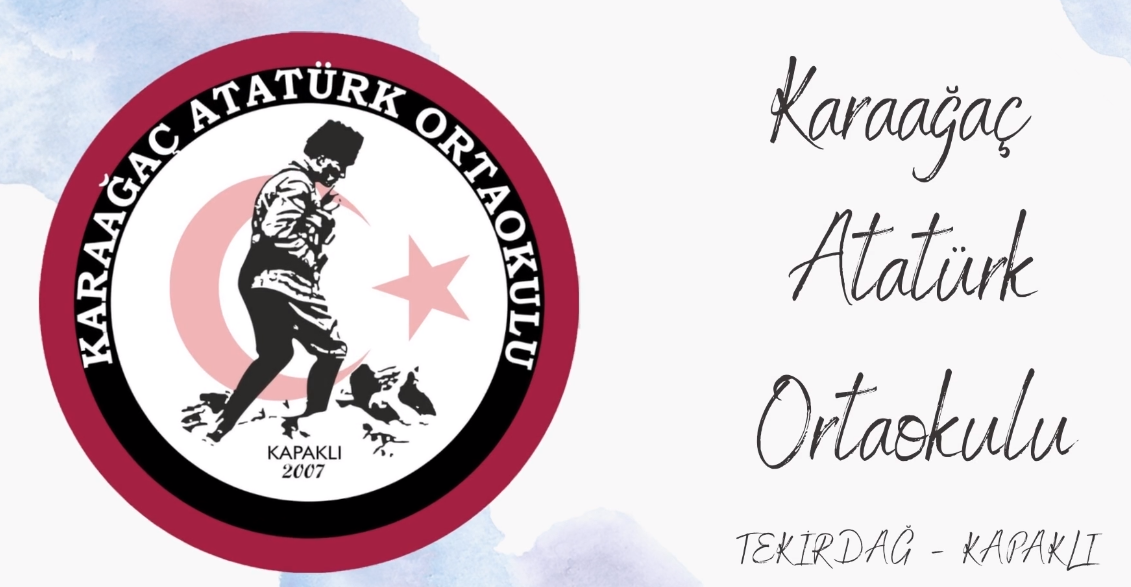 KARAAĞAÇ ATATÜRK ORTAOKULU
KAPAKLI
2007
Karaağaç
Atatürk
Ortaokulu
TEKİRDAĞ - KAPAKLI